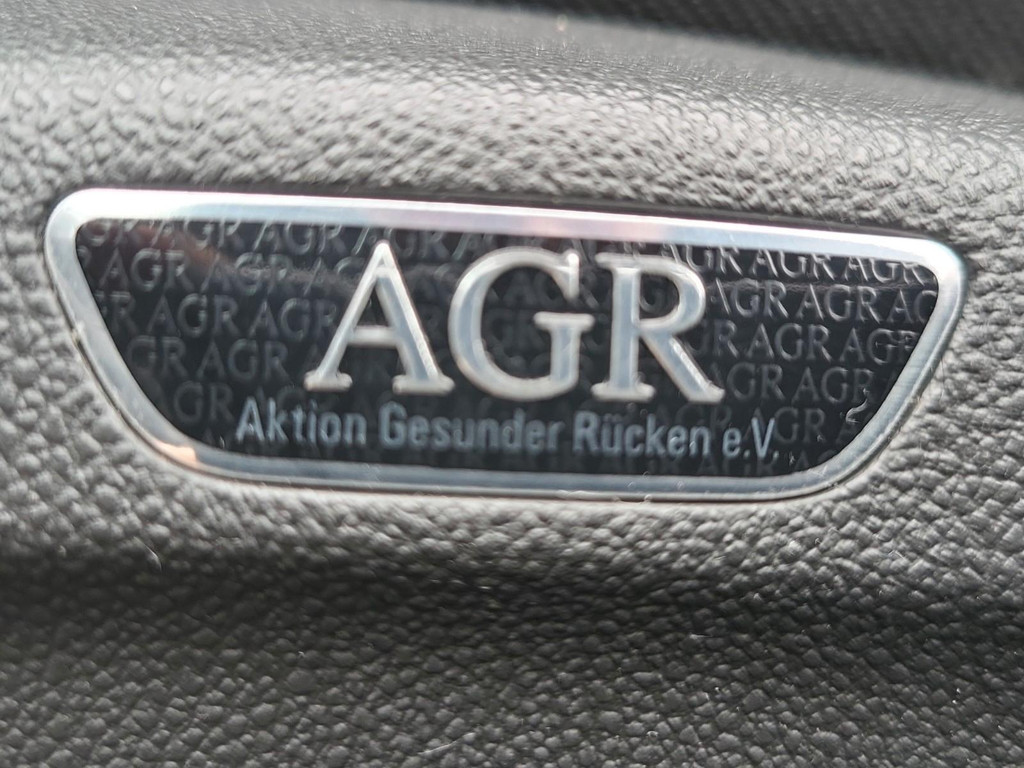 AGR
Aktion Gesunder Rücken e.V.